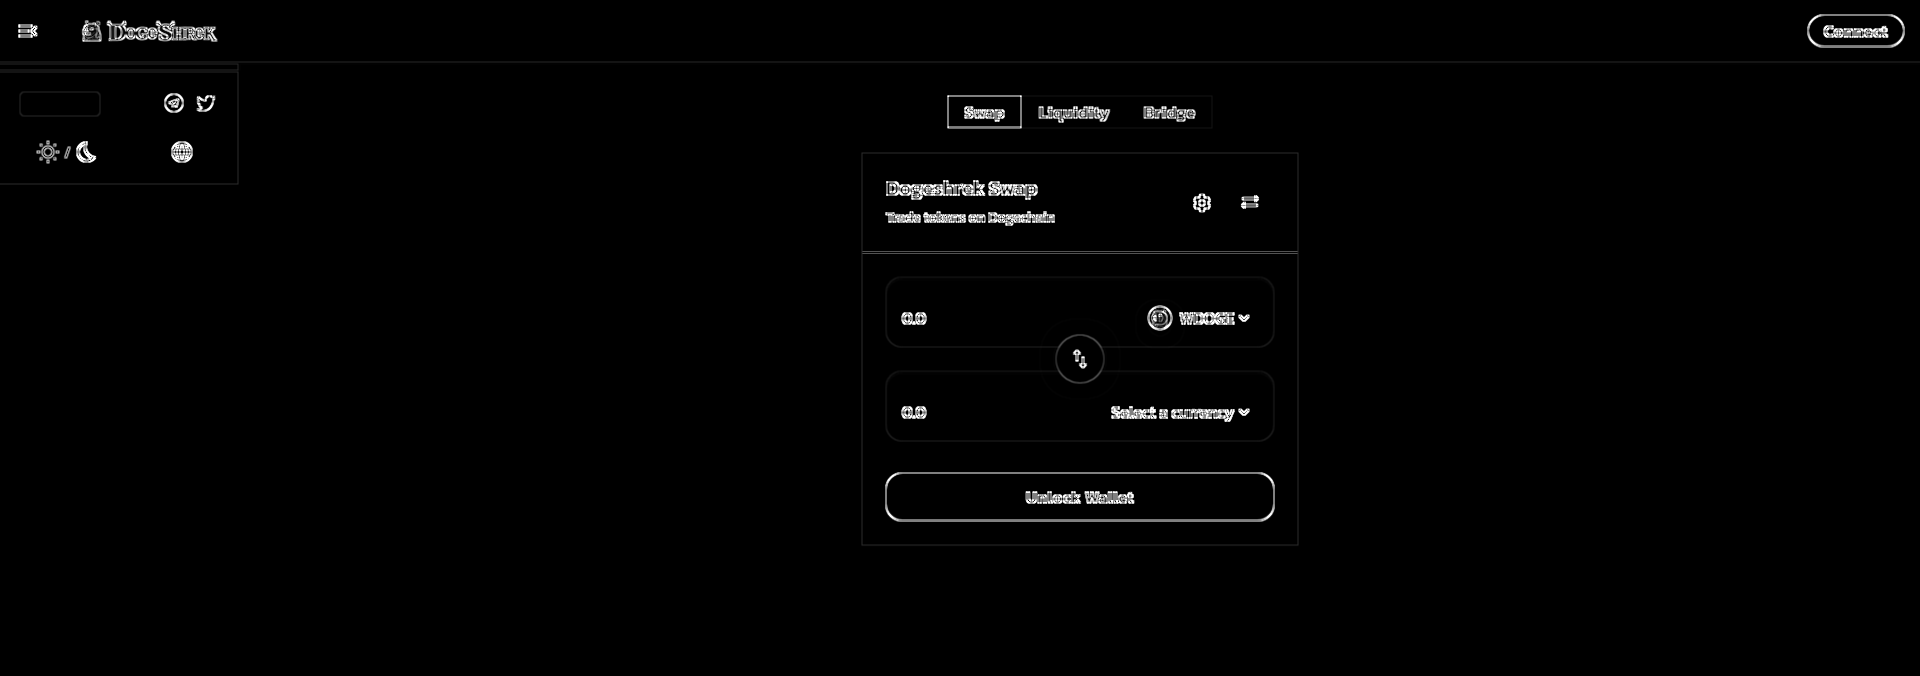 DogeShrek
Connect
Swap Liquidity Bridge
/
Dogeshrek Swap
Trade tokens on Dogechain
0.0 WDOGE
0.0 Select a currency
Unlock Wallet